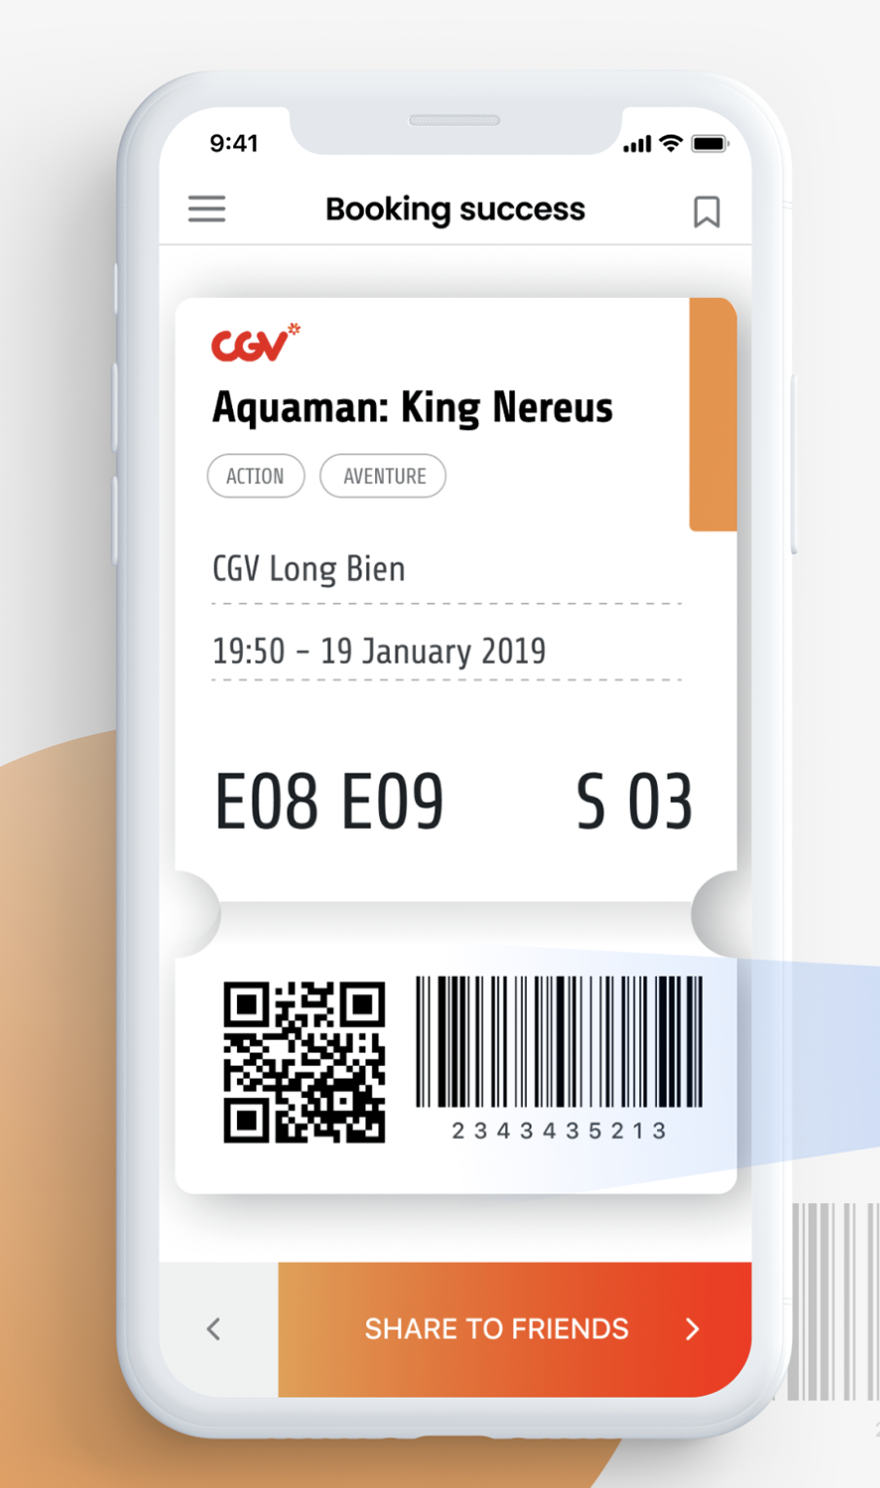 9:41
Booking success
CGV*
Aquaman: King Nereus
ACTION AVENTURE
CGV Long Bien
19:50 - 19 January 2019
E08 E09 S 03
2343435213
SHARE TO FRIENDS